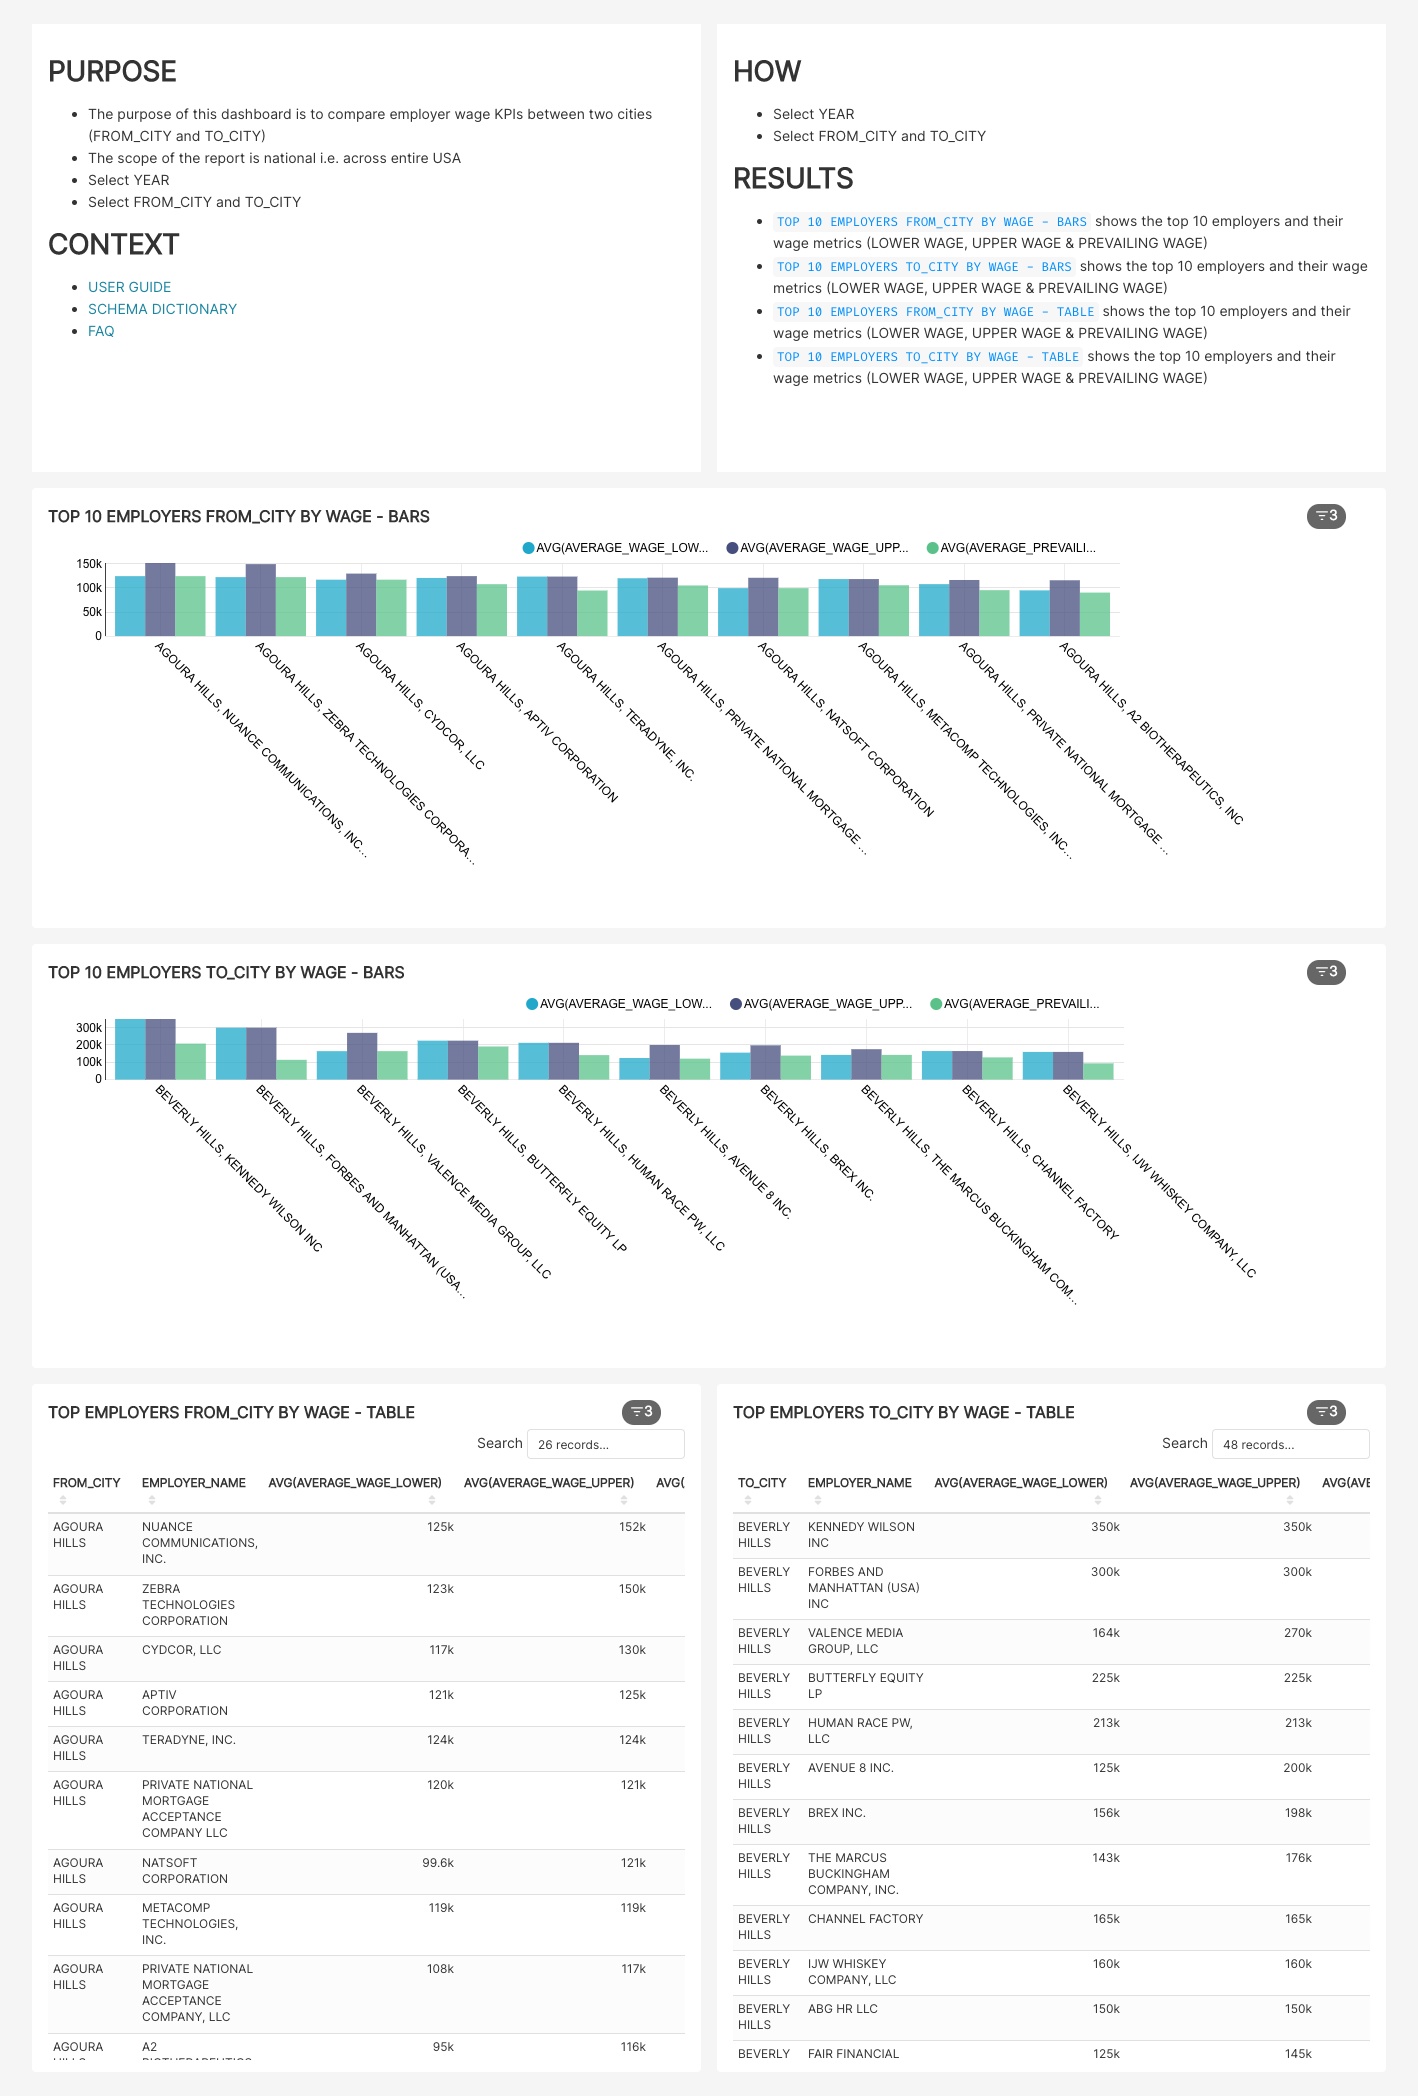 PURPOSE
The purpose of this dashboard is to compare employer wage KPIs between two cities
(FROM_CITY and TO_CITY)
The scope of the report is national i.e. across entire USA
Select YEAR
Select FROM_CITY and TO_CITY
CONTEXT
USER GUIDE
SCHEMA DICTIONARY
FAQ
HOW
Select YEAR
Select FROM_CITY and TO_CITY
RESULTS
TOP 10 EMPLOYERS FROM_CITY BY WAGE - BARS shows the top 10 employers and their
wage metrics (LOWER WAGE, UPPER WAGE & PREVAILING WAGE)
TOP 10 EMPLOYERS TO_CITY BY WAGE - BARS shows the top 10 employers and their wage
metrics (LOWER WAGE, UPPER WAGE & PREVAILING WAGE)
TOP 10 EMPLOYERS FROM_CITY BY WAGE - TABLE shows the top 10 employers and their
wage metrics (LOWER WAGE, UPPER WAGE & PREVAILING WAGE)
TOP 10 EMPLOYERS TO_CITY BY WAGE - TABLE shows the top 10 employers and their
wage metrics (LOWER WAGE, UPPER WAGE & PREVAILING WAGE)
TOP 10 EMPLOYERS FROM_CITY BY WAGE - BARS
3
AVG(AVERAGE_WAGE_LOW... AVG(AVERAGE_WAGE_UPP... AVG(AVERAGE_PREVAILI...
150k
100k
50k
0
AGOURA HILLS, NUANCE COMMUNICATIONS, INC...
AGOURA HILLS, ZEBRA TECHNOLOGIES CORPORA...
AGOURA HILLS, CYDCOR, LLC
AGOURA HILLS, APTIV CORPORATION
AGOURA HILLS, TERADYNE, INC.
AGOURA HILLS, PRIVATE NATIONAL MORTGAGE ...
AGOURA HILLS, NATSOFT CORPORATION
AGOURA HILLS, METACOMP TECHNOLOGIES, INC...
AGOURA HILLS, PRIVATE NATIONAL MORTGAGE ...
AGOURA HILLS, A2 BIOTHERAPEUTICS, INC
TOP 10 EMPLOYERS TO_CITY BY WAGE - BARS
3
AVG(AVERAGE_WAGE_LOW... AVG(AVERAGE_WAGE_UPP... AVG(AVERAGE_PREVAILI...
300k
200k
100k
0
BEVERLY HILLS, KENNEDY WILSON INC
BEVERLY HILLS, FORBES AND MANHATTAN (USA...
BEVERLY HILLS, VALENCE MEDIA GROUP, LLC
BEVERLY HILLS, BUTTERFLY EQUITY LP
BEVERLY HILLS, HUMAN RACE PW, LLC
BEVERLY HILLS, AVENUE 8 INC.
BEVERLY HILLS, BREX INC.
BEVERLY HILLS, THE MARCUS BUCKINGHAM COM...
BEVERLY HILLS, CHANNEL FACTORY
BEVERLY HILLS, IJW WHISKEY COMPANY, LLC
TOP EMPLOYERS FROM_CITY BY WAGE - TABLE
3
Search 26 records...
FROM_CITY EMPLOYER_NAME AVG(AVERAGE_WAGE_LOWER) AVG(AVERAGE_WAGE_UPPER) AVG(
AGOURA NUANCE 125k 152k
HILLS COMMUNICATIONS,
INC.
AGOURA ZEBRA 123k 150k
HILLS TECHNOLOGIES
CORPORATION
AGOURA CYDCOR, LLC 117k 130k
HILLS
AGOURA APTIV 121k 125k
HILLS CORPORATION
AGOURA TERADYNE, INC. 124k 124k
HILLS
AGOURA PRIVATE NATIONAL 120k 121k
HILLS MORTGAGE
ACCEPTANCE
COMPANY LLC
AGOURA NATSOFT 99.6k 121k
HILLS CORPORATION
AGOURA METACOMP 119k 119k
HILLS TECHNOLOGIES,
INC.
AGOURA PRIVATE NATIONAL 108k 117k
HILLS MORTGAGE
ACCEPTANCE
COMPANY, LLC
AGOURA A2 95k 116k
HILLS BIOTHERAPEUTICS
TOP EMPLOYERS TO_CITY BY WAGE - TABLE
3
Search 48 records...
TO_CITY EMPLOYER_NAME AVG(AVERAGE_WAGE_LOWER) AVG(AVERAGE_WAGE_UPPER) AVG(AVE
BEVERLY KENNEDY WILSON 350k 350k
HILLS INC
BEVERLY FORBES AND 300k 300k
HILLS MANHATTAN (USA)
INC
BEVERLY VALENCE MEDIA 164k 270k
HILLS GROUP, LLC
BEVERLY BUTTERFLY EQUITY 225k 225k
HILLS LP
BEVERLY HUMAN RACE PW, 213k 213k
HILLS LLC
BEVERLY AVENUE 8 INC. 125k 200k
HILLS
BEVERLY BREX INC. 156k 198k
HILLS
BEVERLY THE MARCUS 143k 176k
HILLS BUCKINGHAM
COMPANY, INC.
BEVERLY CHANNEL FACTORY 165k 165k
HILLS
BEVERLY IJW WHISKEY 160k 160k
HILLS COMPANY, LLC
BEVERLY ABG HR LLC 150k 150k
HILLS
BEVERLY FAIR FINANCIAL 125k 145k